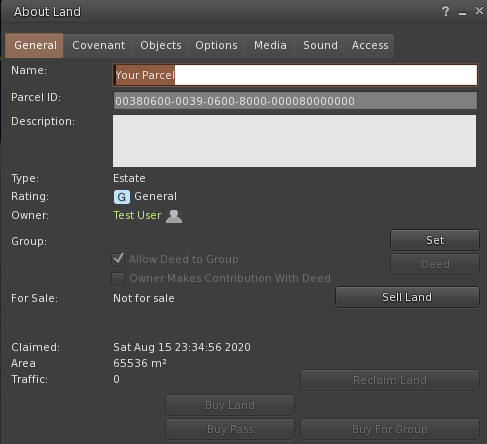 About Land
? _ ×
General Covenant Objects Options Media Sound Access
Name: Your Parcel
Parcel ID: 00380600-0039-0600-8000-000080000000
Description:
Type: Estate
Rating: G General
Owner: Test User
Group: Set
Allow Deed to Group Deed
Owner Makes Contribution With Deed
For Sale: Not for sale Sell Land
Claimed: Sat Aug 15 23:34:56 2020
Area 65536 m²
Traffic: 0 Reclaim Land
Buy Land
Buy Pass Buy For Group